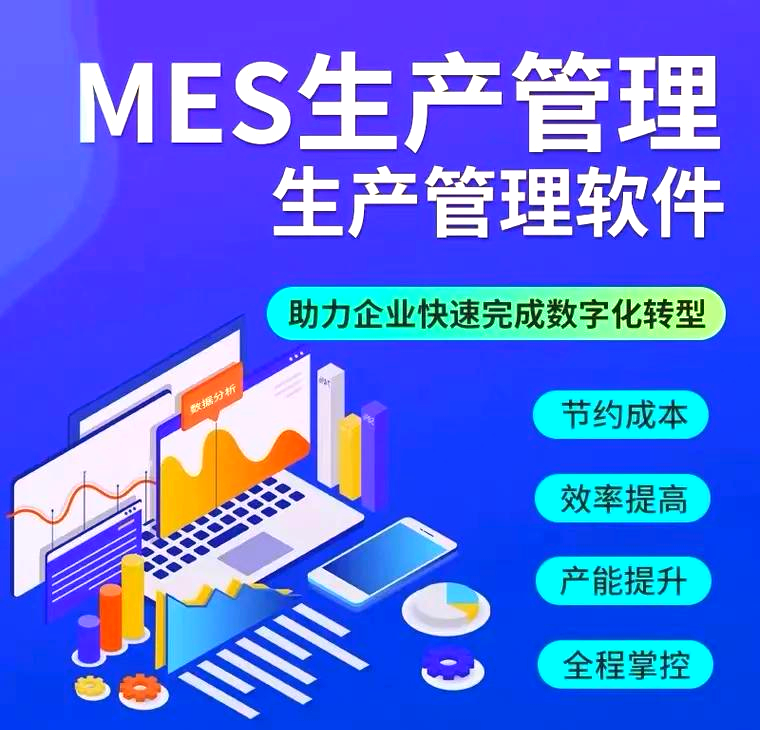 MES生产管理
生产管理软件
助力企业快速完成数字化转型
数据分析
节约成本
效率提高
产能提升
全程掌控